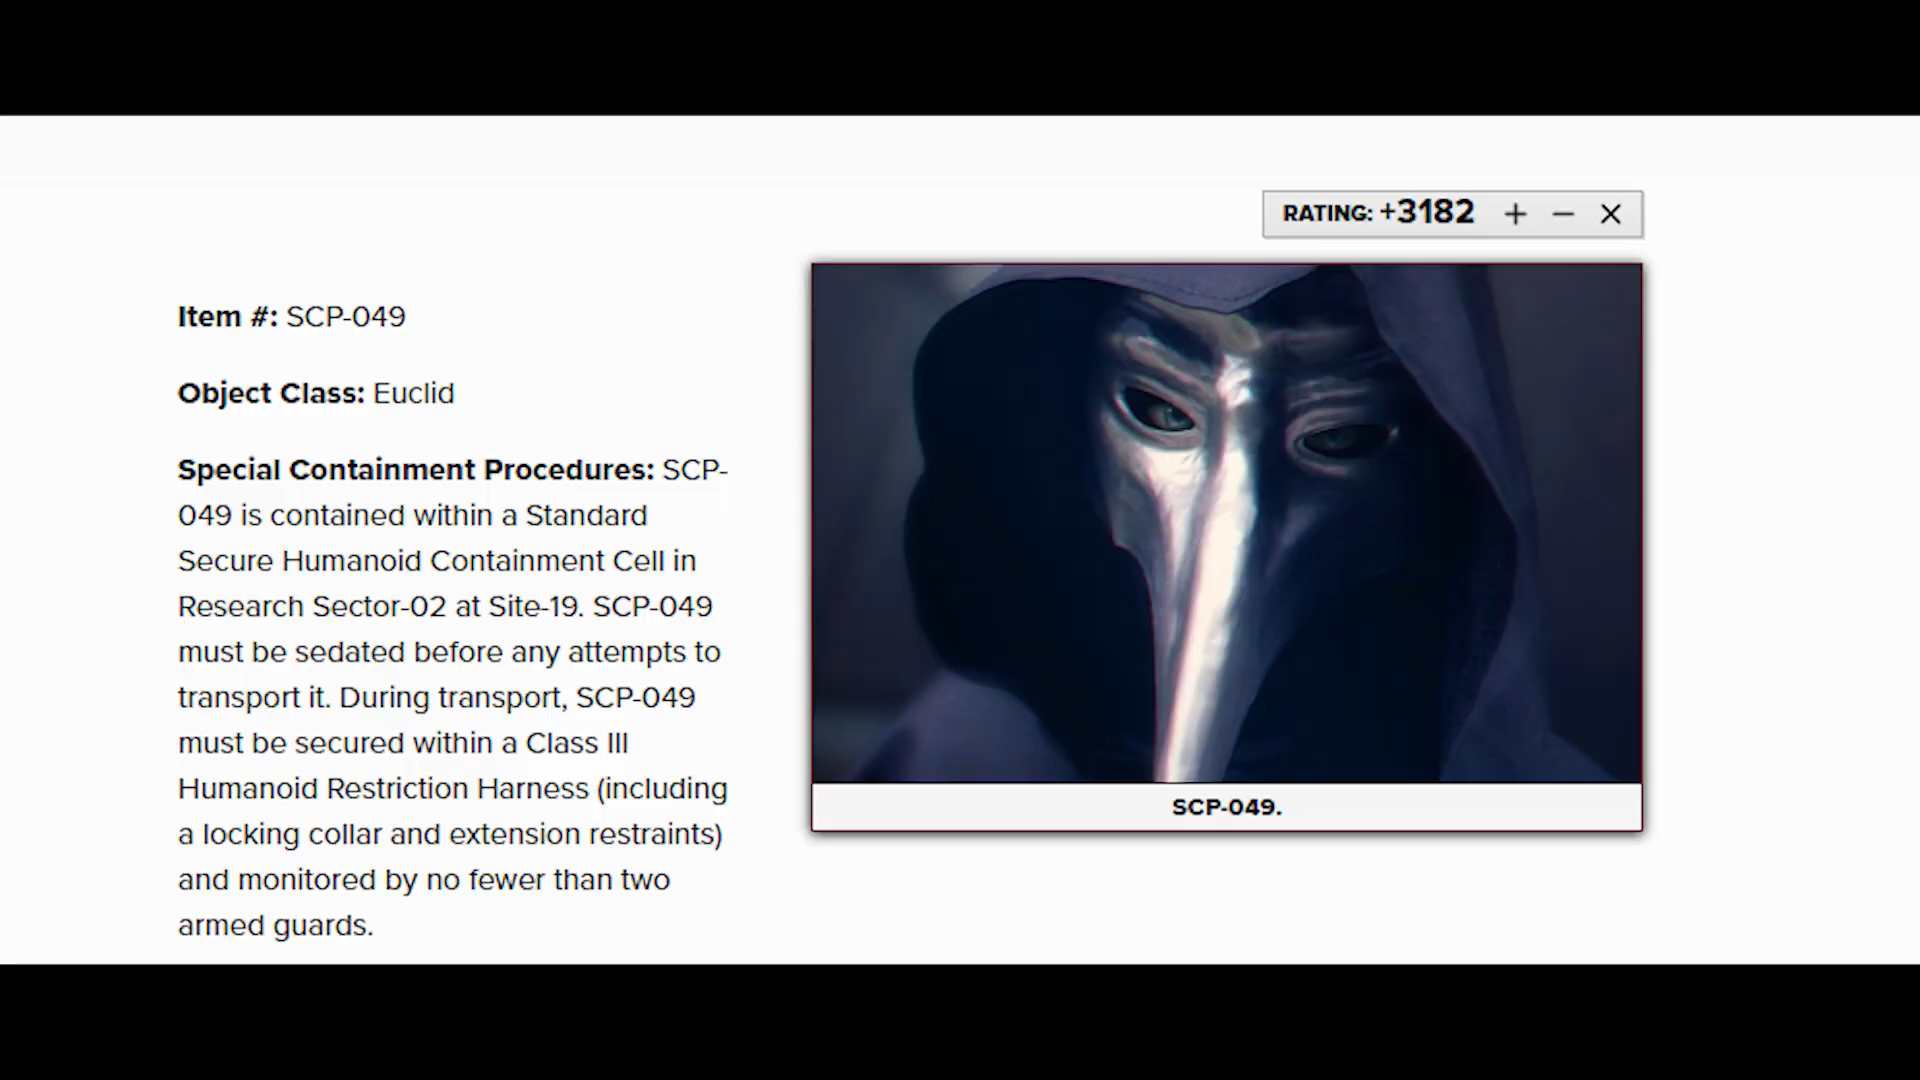 RATING: +3182 + − ×
Item #: SCP-049
Object Class: Euclid
Special Containment Procedures: SCP-
049 is contained within a Standard
Secure Humanoid Containment Cell in
Research Sector-02 at Site-19. SCP-049
must be sedated before any attempts to
transport it. During transport, SCP-049
must be secured within a Class III
Humanoid Restriction Harness (including
a locking collar and extension restraints)
and monitored by no fewer than two
armed guards.
SCP-049.